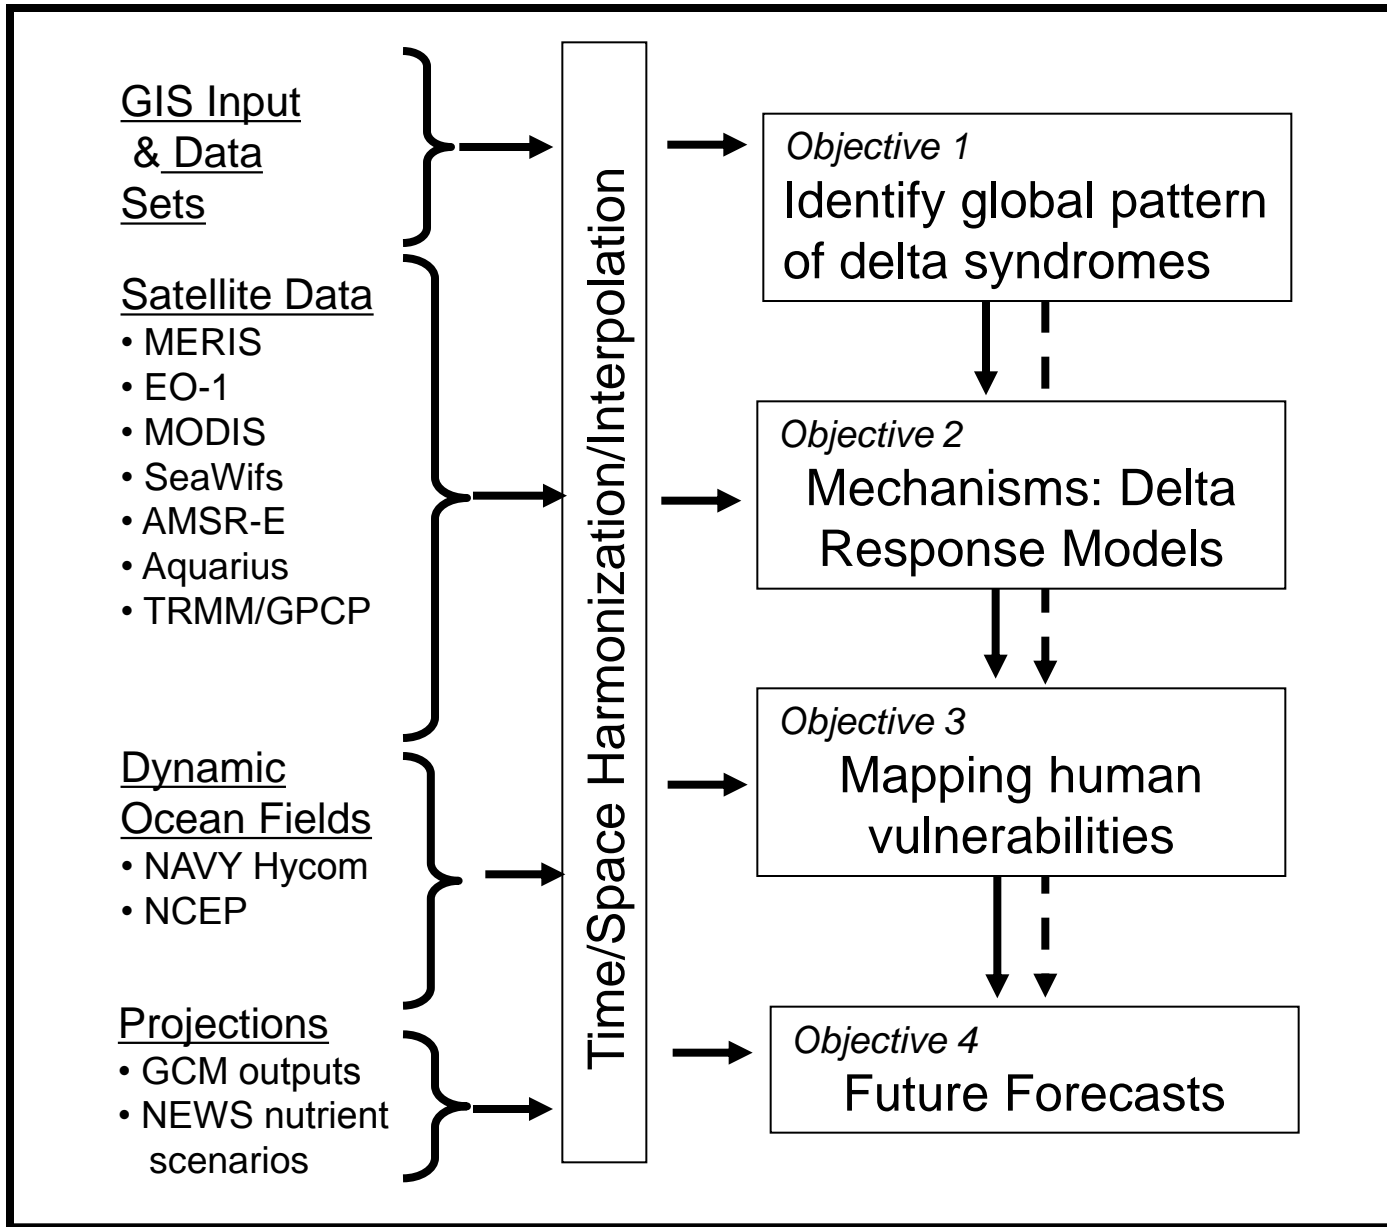 GIS Input
& Data
Sets
Satellite Data
• MERIS
• EO-1
• MODIS
• SeaWifs
• AMSR-E
• Aquarius
• TRMM/GPCP
Dynamic
Ocean Fields
• NAVY Hycom
• NCEP
Projections
• GCM outputs
• NEWS nutrient
scenarios
Time/Space Harmonization/Interpolation
Objective 1
Identify global pattern
of delta syndromes
Objective 2
Mechanisms: Delta
Response Models
Objective 3
Mapping human
vulnerabilities
Objective 4
Future Forecasts